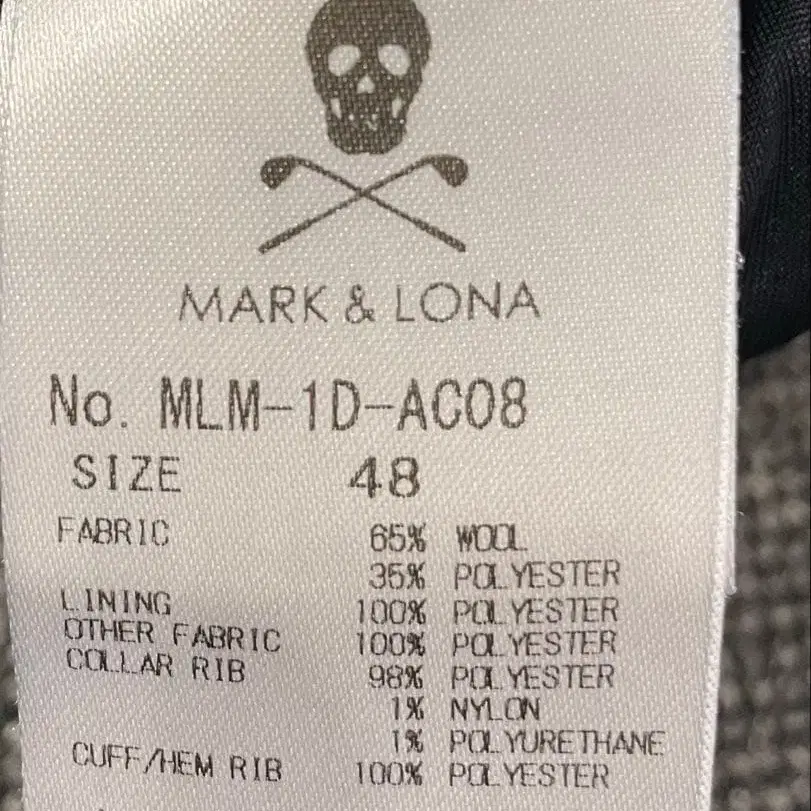 MARK & LONA
No. MLM-1D-AC08
SIZE 48
FABRIC 65% WOOL
35% POLYESTER
LINING 100% POLYESTER
OTHER FABRIC 100% POLYESTER
COLLAR RIB 98% POLYESTER
1% NYLON
1% POLYURETHANE
CUFF/HEM RIB 100% POLYESTER